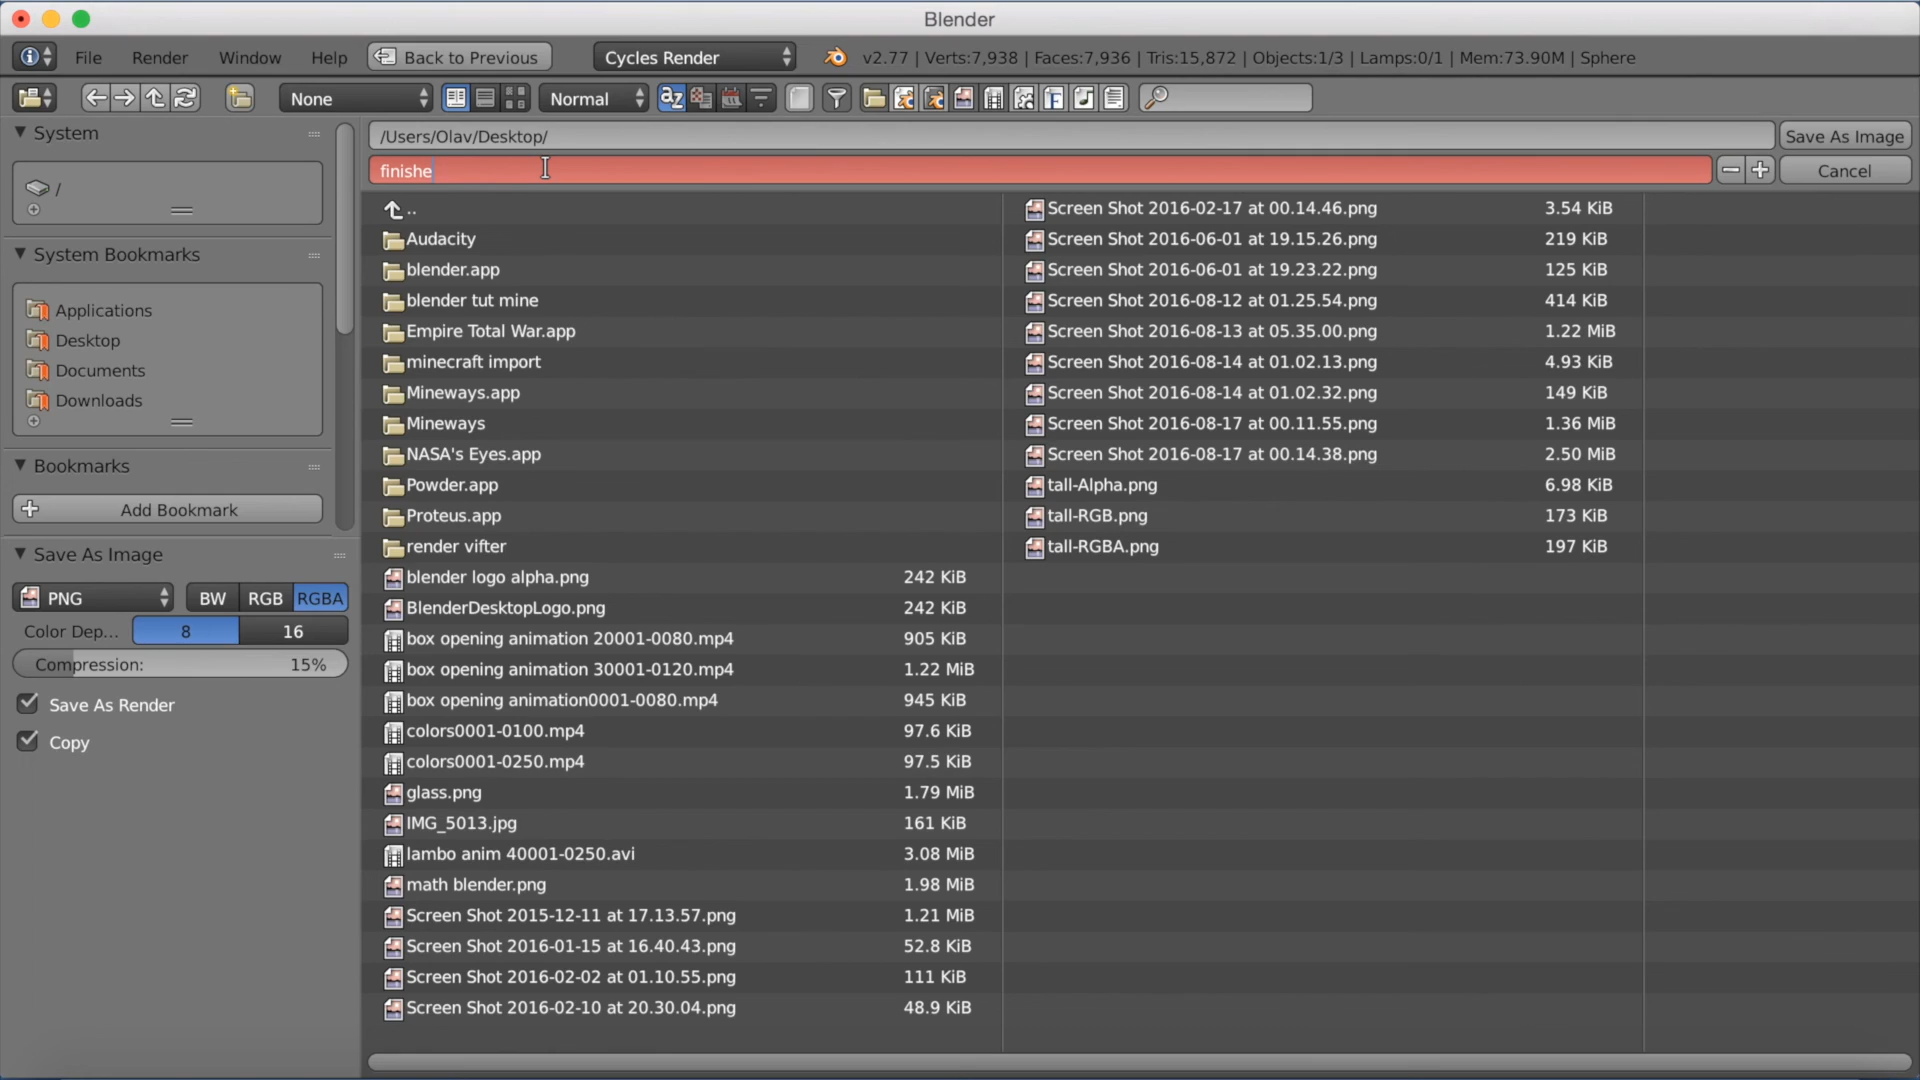 Blender
File Render Window Help Back to Previous Cycles Render v2.77 | Verts:7,938 | Faces:7,936 | Tris:15,872 | Objects:1/3 | Lamps:0/1 | Mem:73.90M | Sphere
None Normal
System
/
System Bookmarks
Applications
Desktop
Documents
Downloads
Bookmarks
Add Bookmark
Save As Image
PNG BW RGB RGBA
Color Dep... 8 16
Compression: 15%
Save As Render
Copy
/Users/Olav/Desktop/ Save As Image
finishe Cancel
..
Audacity
blender.app
blender tut mine
Empire Total War.app
minecraft import
Mineways.app
Mineways
NASA's Eyes.app
Powder.app
Proteus.app
render vifter
blender logo alpha.png 242 KiB
BlenderDesktopLogo.png 242 KiB
box opening animation 20001-0080.mp4 905 KiB
box opening animation 30001-0120.mp4 1.22 MiB
box opening animation0001-0080.mp4 945 KiB
colors0001-0100.mp4 97.6 KiB
colors0001-0250.mp4 97.5 KiB
glass.png 1.79 MiB
IMG_5013.jpg 161 KiB
lambo anim 40001-0250.avi 3.08 MiB
math blender.png 1.98 MiB
Screen Shot 2015-12-11 at 17.13.57.png 1.21 MiB
Screen Shot 2016-01-15 at 16.40.43.png 52.8 KiB
Screen Shot 2016-02-02 at 01.10.55.png 111 KiB
Screen Shot 2016-02-10 at 20.30.04.png 48.9 KiB
Screen Shot 2016-02-17 at 00.14.46.png 3.54 KiB
Screen Shot 2016-06-01 at 19.15.26.png 219 KiB
Screen Shot 2016-06-01 at 19.23.22.png 125 KiB
Screen Shot 2016-08-12 at 01.25.54.png 414 KiB
Screen Shot 2016-08-13 at 05.35.00.png 1.22 MiB
Screen Shot 2016-08-14 at 01.02.13.png 4.93 KiB
Screen Shot 2016-08-14 at 01.02.32.png 149 KiB
Screen Shot 2016-08-17 at 00.11.55.png 1.36 MiB
Screen Shot 2016-08-17 at 00.14.38.png 2.50 MiB
tall-Alpha.png 6.98 KiB
tall-RGB.png 173 KiB
tall-RGBA.png 197 KiB